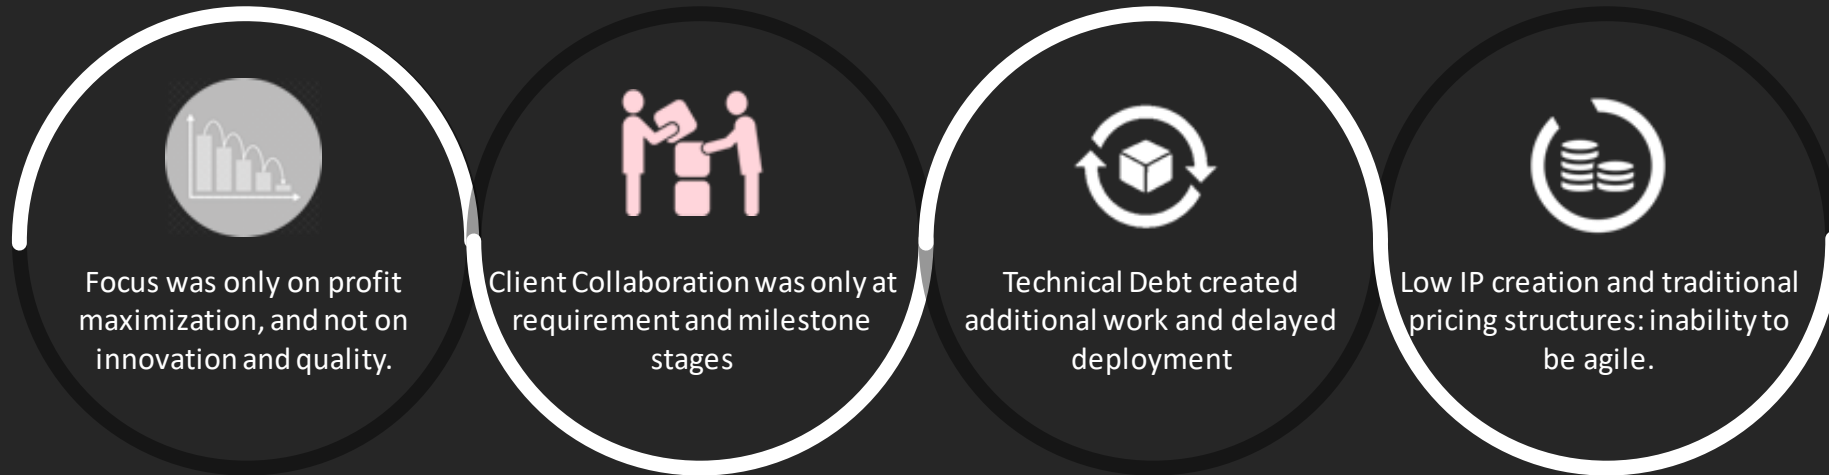 Focus was only on profit
maximization, and not on
innovation and quality.
Client Collaboration was only at
requirement and milestone
stages
Technical Debt created
additional work and delayed
deployment
Low IP creation and traditional
pricing structures: inability to
be agile.